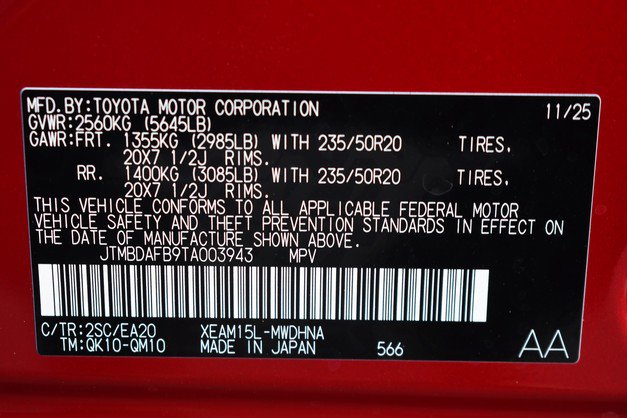 MFD.BY:TOYOTA MOTOR CORPORATION 11/25
GVWR:2560KG (5645LB)
GAWR:FRT. 1355KG (2985LB) WITH 235/50R20 TIRES,
20X7 1/2J RIMS.
RR. 1400KG (3085LB) WITH 235/50R20 TIRES,
20X7 1/2J RIMS.
THIS VEHICLE CONFORMS TO ALL APPLICABLE FEDERAL MOTOR
VEHICLE SAFETY AND THEFT PREVENTION STANDARDS IN EFFECT ON
THE DATE OF MANUFACTURE SHOWN ABOVE.
JTMBDAFB9TA003943 MPV
C/TR:2SC/EA20 XEAM15L-MWDHNA
TM:QK10-QM10 MADE IN JAPAN 566 AA